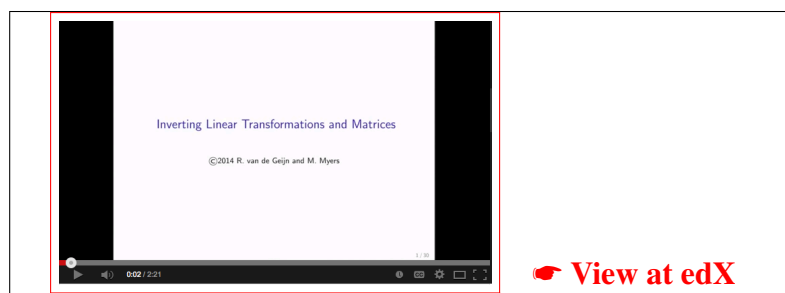 Inverting Linear Transformations and Matrices
©2014 R. van de Geijn and M. Myers
1 / 30
0:02 / 2:21
CC
☛ View at edX